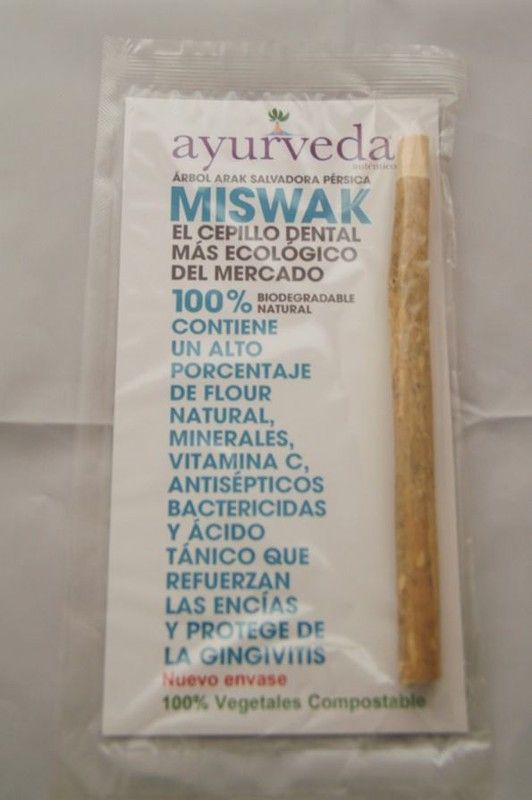 ayurveda
auténtico
ÁRBOL ARAK SALVADORA PÉRSICA
MISWAK
EL CEPILLO DENTAL
MÁS ECOLÓGICO
DEL MERCADO
100% BIODEGRADABLE
NATURAL
CONTIENE
UN ALTO
PORCENTAJE
DE FLOUR
NATURAL,
MINERALES,
VITAMINA C,
ANTISÉPTICOS
BACTERICIDAS
Y ÁCIDO
TÁNICO QUE
REFUERZAN
LAS ENCÍAS
Y PROTEGE DE
LA GINGIVITIS
Nuevo envase
100% Vegetales Compostable